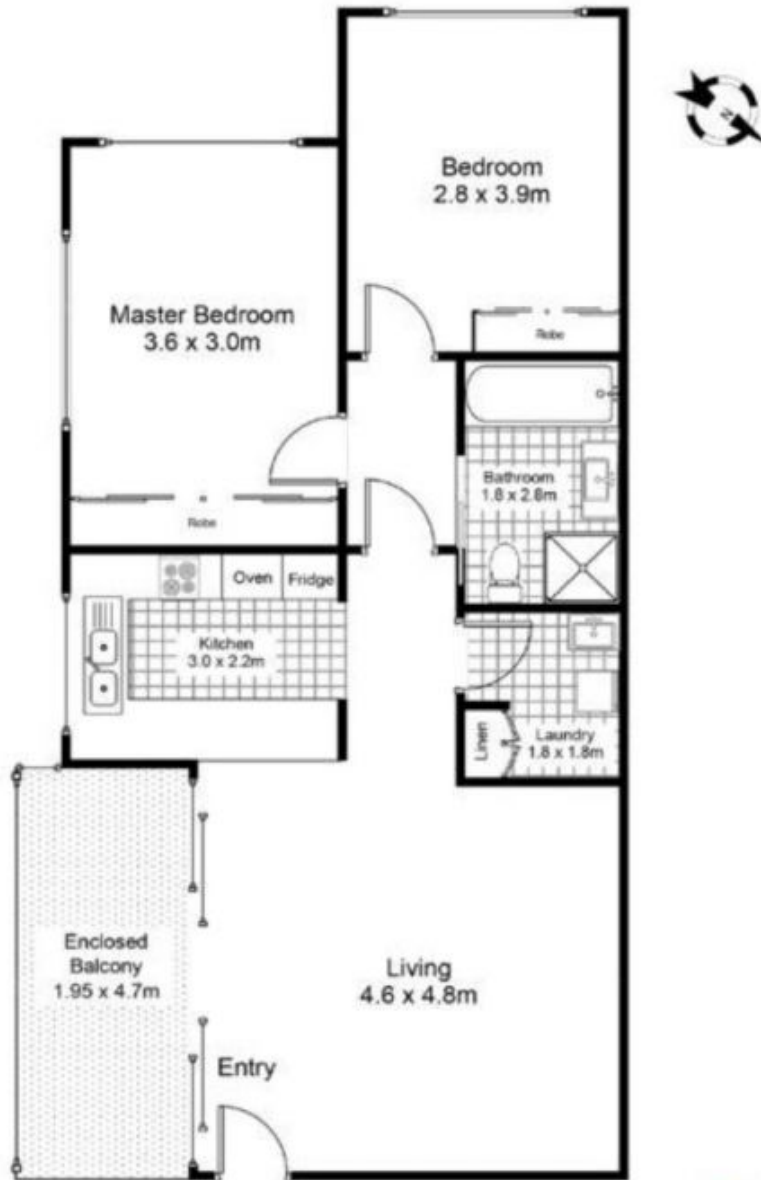 Bedroom
2.8 x 3.9m
N
Master Bedroom
3.6 x 3.0m
Robe
Bathroom
1.8 x 2.8m
Robe
Oven
Fridge
Kitchen
3.0 x 2.2m
Linen
Laundry
1.8 x 1.8m
Enclosed
Balcony
1.95 x 4.7m
Living
4.6 x 4.8m
Entry